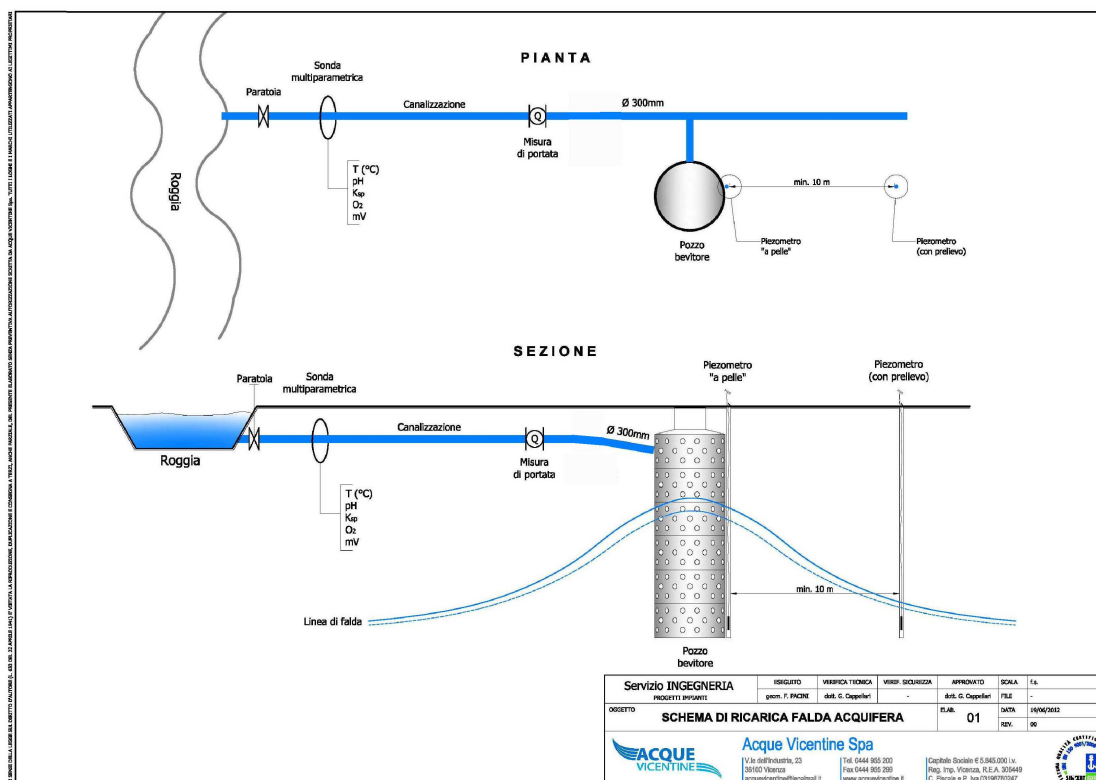 PIANTA
Sonda
multiparametrica
Paratoia
Canalizzazione
Ø 300mm
Q
Misura
di portata
T (°C)
pH
Ksp
O2
mV
Roggia
min. 10 m
Pozzo
bevitore
Piezometro
"a pelle"
Piezometro
(con prelievo)
SEZIONE
Piezometro
"a pelle"
Piezometro
(con prelievo)
Paratoia
Sonda
multiparametrica
Canalizzazione
Ø 300mm
Q
Misura
di portata
Roggia
T (°C)
pH
Ksp
O2
mV
min. 10 m
Linea di falda
Pozzo
bevitore
Servizio INGEGNERIA
PROGETTI IMPIANTI
ESEGUITO
geom. F. PACINI
VERIFICA TECNICA
dott. G. Cappellari
VERIF. SICUREZZA
-
APPROVATO
dott. G. Cappellari
SCALA f.s.
FILE -
OGGETTO
SCHEMA DI RICARICA FALDA ACQUIFERA
ELAB.
01
DATA 19/06/2012
REV. 00
ACQUE
VICENTINE
Acque Vicentine Spa
V.le dell'Industria, 23
36100 Vicenza
Tel. 0444 955 200
Fax 0444 955 299
www.acquevicentine.it
Capitale Sociale € 5.845.000 i.v.
Reg. Imp. Vicenza, R.E.A. 306449